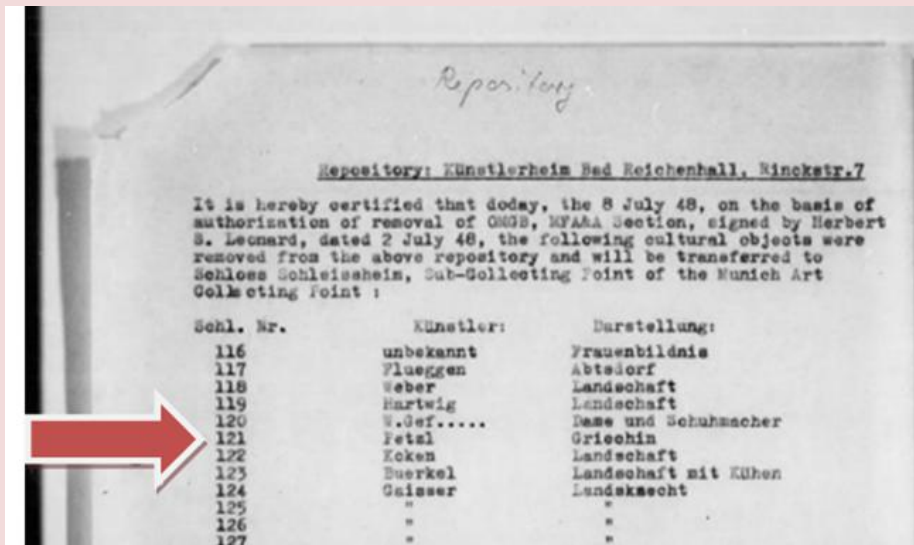 Repository
Repository: Künstlerheim Bad Reichenhall, Rinckstr.7
It is hereby certified that doday, the 8 July 48, on the basis of
authorization of removal of OMGB, MFA&A Section, signed by Herbert
S. Leonard, dated 2 July 48, the following cultural objects were
removed from the above repository and will be transferred to
Schloss Schleissheim, Sub-Collecting Point of the Munich Art
Collecting Point :
Schl. Nr. Künstler: Darstellung:
116 unbekannt Frauenbildnis
117 Flueggen Abtsdorf
118 Weber Landschaft
119 Hartwig Landschaft
120 W.Gef..... Dame und Schuhmacher
121 Petzl Griechin
122 Koken Landschaft
123 Buerkel Landschaft mit Kühen
124 Gaisser Landsknecht
125 " "
126 " "
127 " "